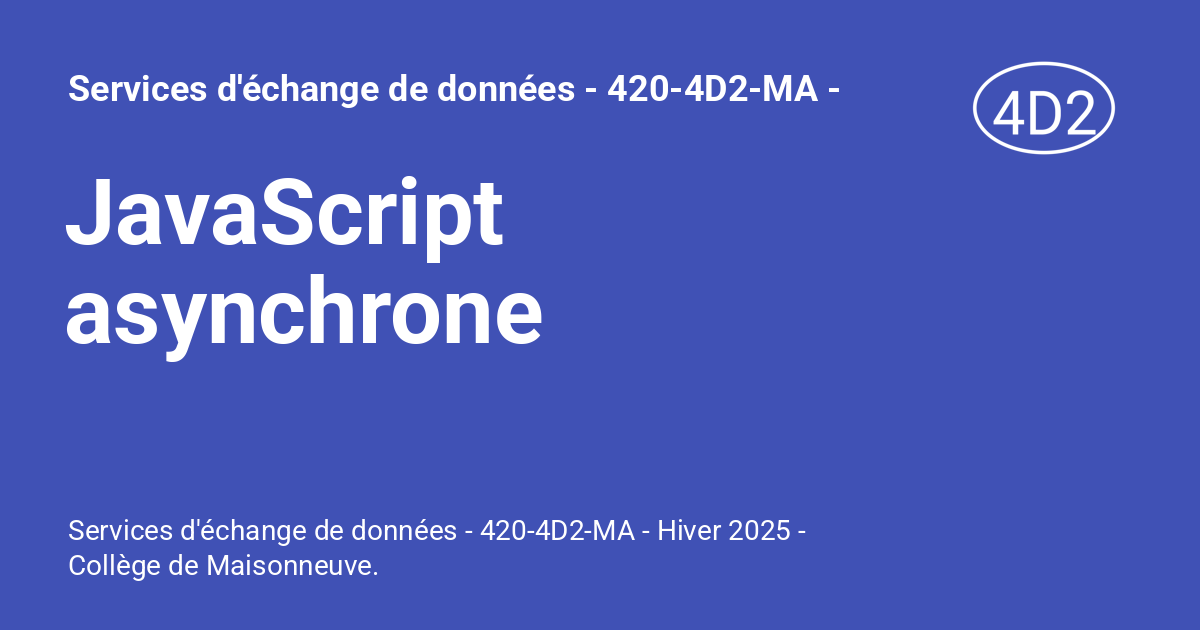 Services d'échange de données - 420-4D2-MA -
4D2
JavaScript
asynchrone
Services d'échange de données - 420-4D2-MA - Hiver 2025 -
Collège de Maisonneuve.